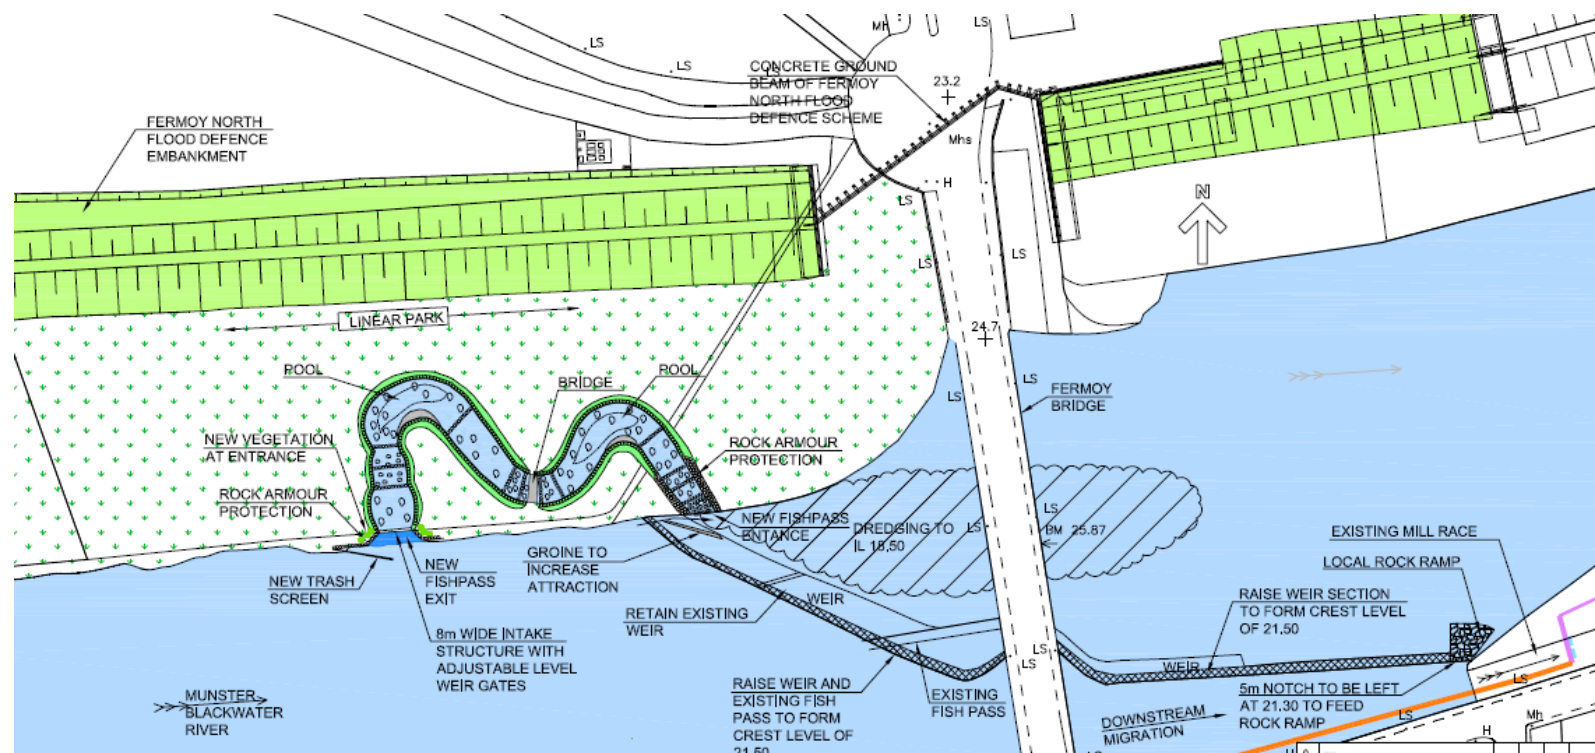 LS
MH
LS
LS
LS
CONCRETE GROUND
BEAM OF FERMOY
NORTH FLOOD
DEFENCE SCHEME
23.2
Mhs
FERMOY NORTH
FLOOD DEFENCE
EMBANKMENT
H
LS
N
LS
LS
LINEAR PARK
24.7
POOL
BRIDGE
POOL
LS
LS
FERMOY
BRIDGE
NEW VEGETATION
AT ENTRANCE
ROCK ARMOUR
PROTECTION
ROCK ARMOUR
PROTECTION
NEW FISHPASS
ENTANCE
DREDGING TO
IL 18,50
LS
LS
BM 25.87
EXISTING MILL RACE
LOCAL ROCK RAMP
NEW TRASH
SCREEN
NEW
FISHPASS
EXIT
GROINE TO
INCREASE
ATTRACTION
RETAIN EXISTING
WEIR
WEIR
RAISE WEIR SECTION
TO FORM CREST LEVEL
OF 21.50
8m WIDE INTAKE
STRUCTURE WITH
ADJUSTABLE LEVEL
WEIR GATES
LS
LS
WEIR
LS
MUNSTER
BLACKWATER
RIVER
RAISE WEIR AND
EXISTING FISH
PASS TO FORM
CREST LEVEL OF
21.50
EXISTING
FISH PASS
DOWNSTREAM
MIGRATION
5m NOTCH TO BE LEFT
AT 21.30 TO FEED
ROCK RAMP
LS
H
Mh
H
LS